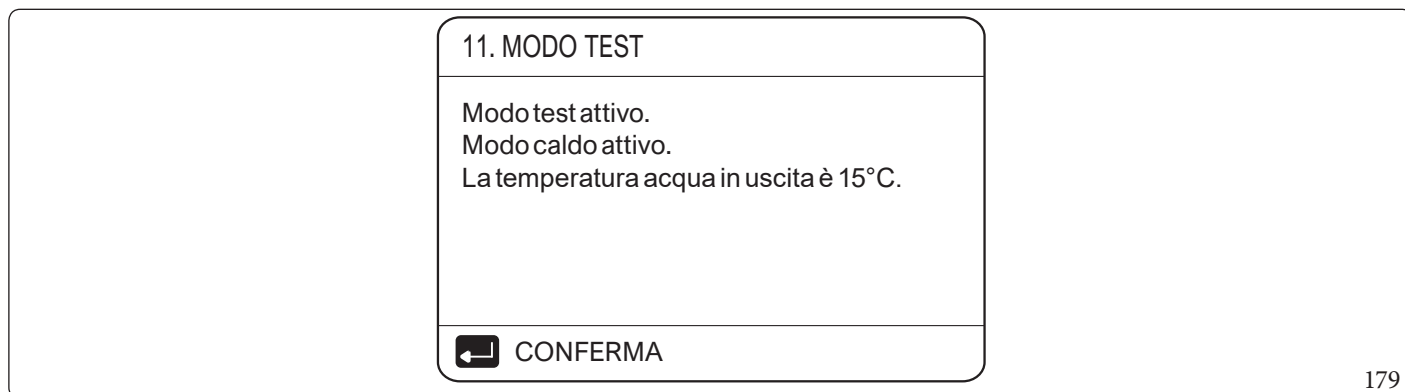 11. MODO TEST
Modo test attivo.
Modo caldo attivo.
La temperatura acqua in uscita è 15°C.
CONFERMA
179